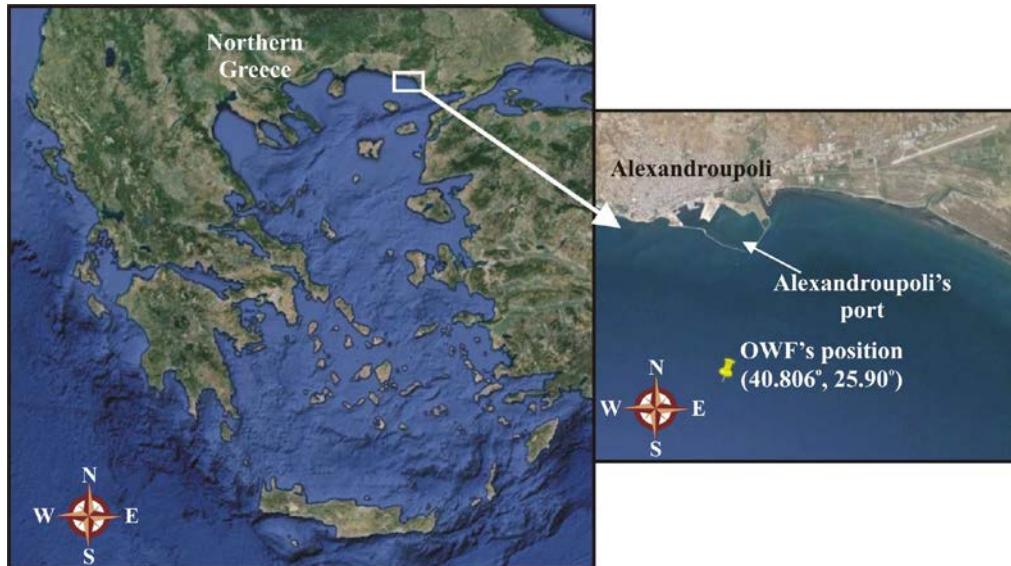 Northern
Greece
N
W E
S
Alexandroupoli
Alexandroupoli's
port
OWF's position
(40.806°, 25.90°)
N
W E
S